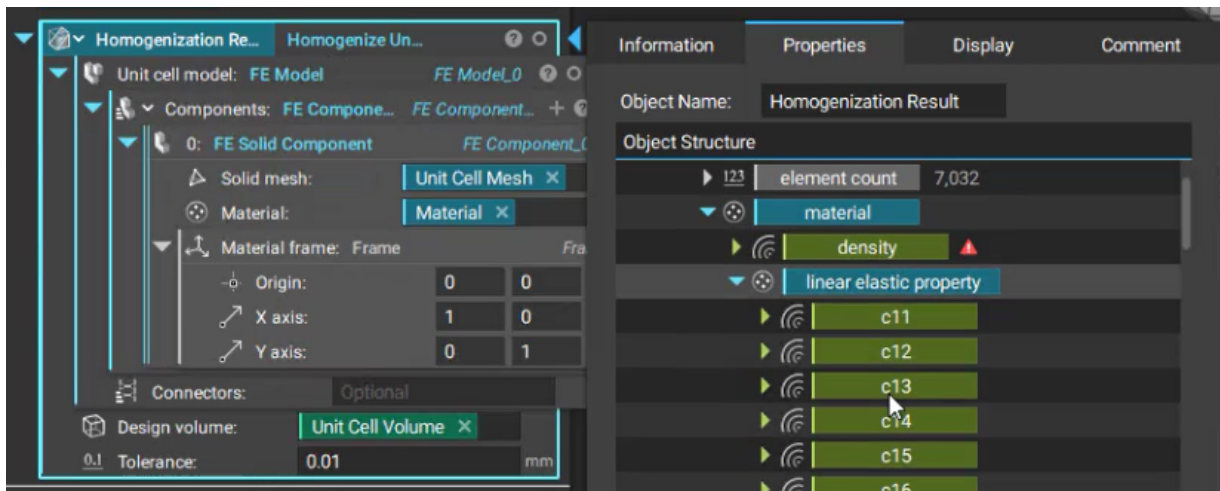 Homogenization Re... Homogenize Un...
Unit cell model: FE Model FE Model_0
Components: FE Compone... FE Component...
0: FE Solid Component FE Component_0
Solid mesh: Unit Cell Mesh
Material: Material
Material frame: Frame Fra
Origin: 0 0
X axis: 1 0
Y axis: 0 1
Connectors: Optional
Design volume: Unit Cell Volume
0.1 Tolerance: 0.01 mm
Information Properties Display Comment
Object Name: Homogenization Result
Object Structure
123 element count 7,032
material
density
linear elastic property
c11
c12
c13
c14
c15
c16